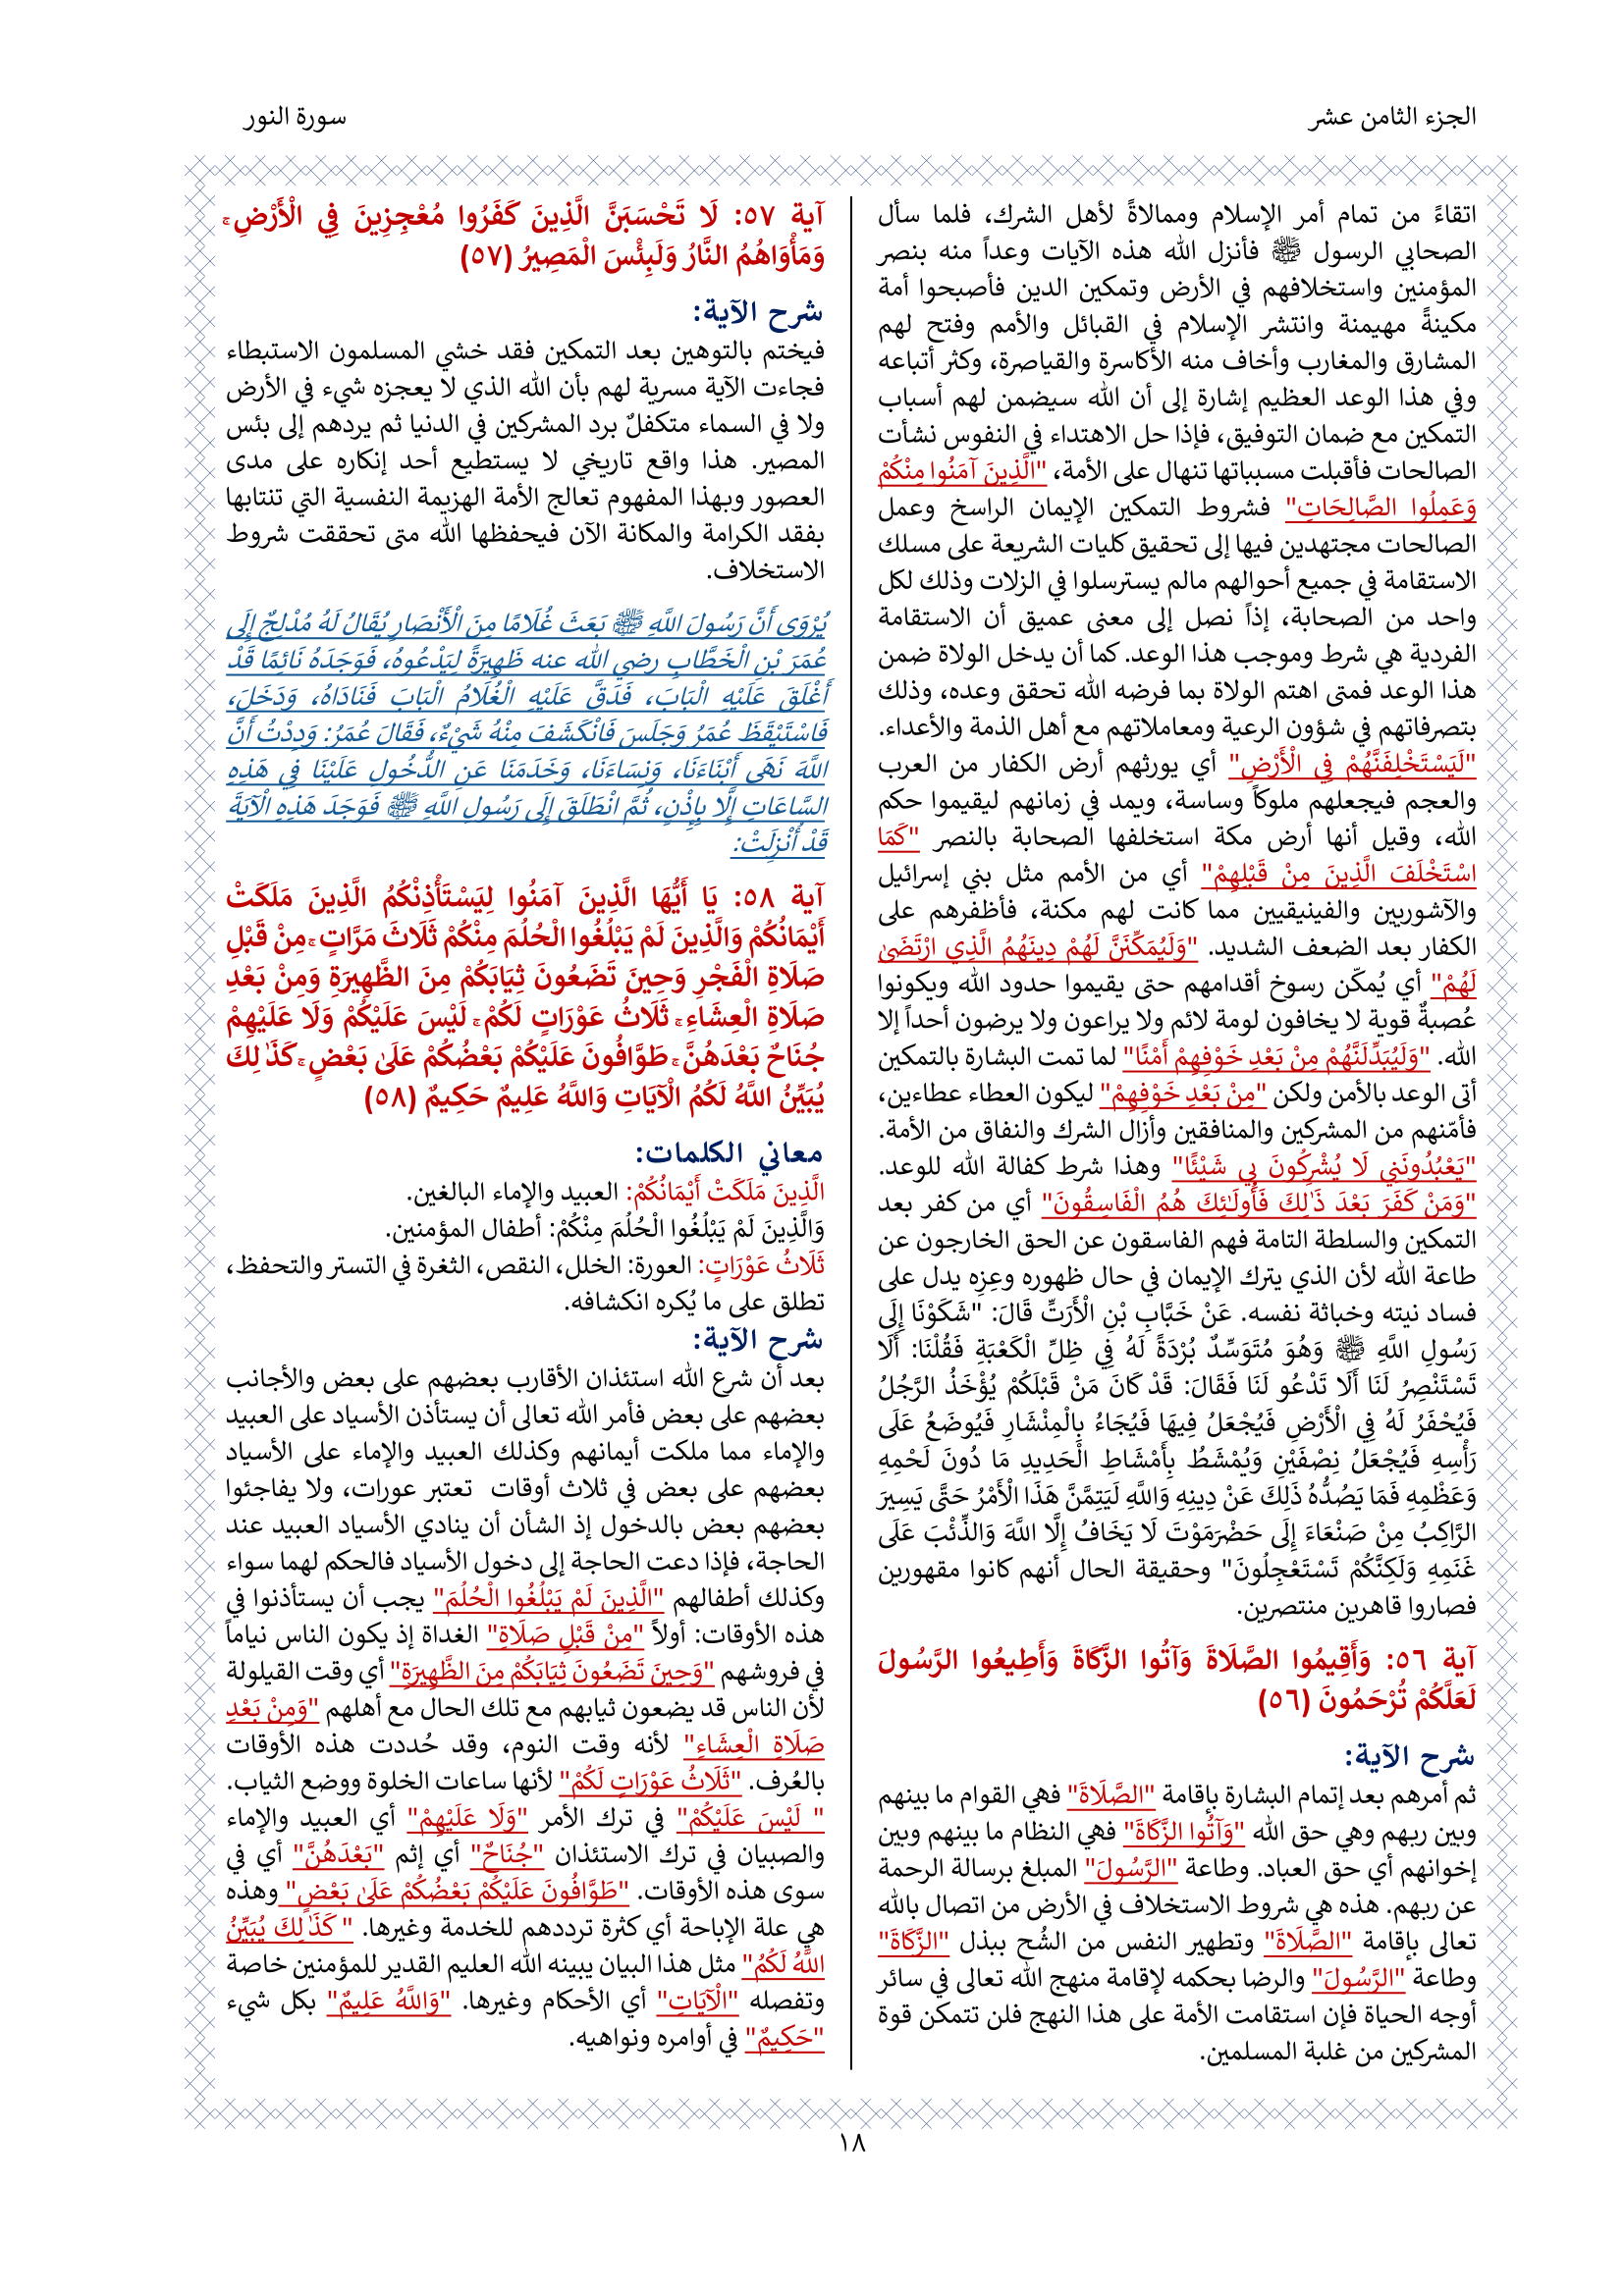 الجزء الثامن عشر
سورة النور
اتقاءً من تمام أمر الإسلام وممالاةً لأهل الشرك، فلما سأل
الصحابي الرسول ﷺ فأنزل الله هذه الآيات وعداً منه بنصر
المؤمنين واستخلافهم في الأرض وتمكين الدين فأصبحوا أمة
مكينةً مهيمنة وانتشر الإسلام في القبائل والأمم وفتح لهم
المشارق والمغارب وأخاف منه الأكاسرة والقياصرة، وكثر أتباعه
وفي هذا الوعد العظيم إشارة إلى أن الله سيضمن لهم أسباب
التمكين مع ضمان التوفيق، فإذا حل الاهتداء في النفوس نشأت
الصالحات فأقبلت مسبباتها تنهال على الأمة، "الَّذِينَ آمَنُوا مِنْكُمْ
وَعَمِلُوا الصَّالِحَاتِ" فشروط التمكين الإيمان الراسخ وعمل
الصالحات مجتهدين فيها إلى تحقيق كليات الشريعة على مسلك
الاستقامة في جميع أحوالهم مالم يسترسلوا في الزلات وذلك لكل
واحد من الصحابة، إذاً نصل إلى معنى عميق أن الاستقامة
الفردية هي شرط وموجب هذا الوعد. كما أن يدخل الولاة ضمن
هذا الوعد فمتى اهتم الولاة بما فرضه الله تحقق وعده، وذلك
بتصرفاتهم في شؤون الرعية ومعاملاتهم مع أهل الذمة والأعداء.
"لَيَسْتَخْلِفَنَّهُمْ فِي الْأَرْضِ" أي يورثهم أرض الكفار من العرب
والعجم فيجعلهم ملوكاً وساسة، ويمد في زمانهم ليقيموا حكم
الله، وقيل أنها أرض مكة استخلفها الصحابة بالنصر "كَمَا
اسْتَخْلَفَ الَّذِينَ مِنْ قَبْلِهِمْ" أي من الأمم مثل بني إسرائيل
والآشوريين والفينيقيين مما كانت لهم مكنة، فأظفرهم على
الكفار بعد الضعف الشديد. "وَلَيُمَكِّنَنَّ لَهُمْ دِينَهُمُ الَّذِي ارْتَضَىٰ
لَهُمْ" أي يُمكّن رسوخ أقدامهم حتى يقيموا حدود الله ويكونوا
عُصبةٌ قوية لا يخافون لومة لائم ولا يراعون ولا يرضون أحداً إلا
الله. "وَلَيُبَدِّلَنَّهُمْ مِنْ بَعْدِ خَوْفِهِمْ أَمْنًا" لما تمت البشارة بالتمكين
أتى الوعد بالأمن ولكن "مِنْ بَعْدِ خَوْفِهِمْ" ليكون العطاء عطاءين،
فأمّنهم من المشركين والمنافقين وأزال الشرك والنفاق من الأمة.
"يَعْبُدُونَنِي لَا يُشْرِكُونَ بِي شَيْئًا" وهذا شرط كفالة الله للوعد.
"وَمَنْ كَفَرَ بَعْدَ ذَٰلِكَ فَأُولَٰئِكَ هُمُ الْفَاسِقُونَ" أي من كفر بعد
التمكين والسلطة التامة فهم الفاسقون عن الحق الخارجون عن
طاعة الله لأن الذي يترك الإيمان في حال ظهوره وعِزِه يدل على
فساد نيته وخباثة نفسه. عَنْ خَبَّابِ بْنِ الْأَرَتِّ قَالَ: "شَكَوْنَا إِلَى
رَسُولِ اللَّهِ ﷺ وَهُوَ مُتَوَسِّدٌ بُرْدَةً لَهُ فِي ظِلِّ الْكَعْبَةِ فَقُلْنَا: أَلَا
تَسْتَنْصِرُ لَنَا أَلَا تَدْعُو لَنَا فَقَالَ: قَدْ كَانَ مَنْ قَبْلَكُمْ يُؤْخَذُ الرَّجُلُ
فَيُحْفَرُ لَهُ فِي الْأَرْضِ فَيُجْعَلُ فِيهَا فَيُجَاءُ بِالْمِنْشَارِ فَيُوضَعُ عَلَى
رَأْسِهِ فَيُجْعَلُ نِصْفَيْنِ وَيُمْشَطُ بِأَمْشَاطِ الْحَدِيدِ مَا دُونَ لَحْمِهِ
وَعَظْمِهِ فَمَا يَصُدُّهُ ذَلِكَ عَنْ دِينِهِ وَاللَّهِ لَيَتِمَّنَّ هَذَا الْأَمْرُ حَتَّى يَسِيرَ
الرَّاكِبُ مِنْ صَنْعَاءَ إِلَى حَضْرَمَوْتَ لَا يَخَافُ إِلَّا اللَّهَ وَالذِّئْبَ عَلَى
غَنَمِهِ وَلَكِنَّكُمْ تَسْتَعْجِلُونَ" وحقيقة الحال أنهم كانوا مقهورين
فصاروا قاهرين منتصرين.
آية ٥٦: وَأَقِيمُوا الصَّلَاةَ وَآتُوا الزَّكَاةَ وَأَطِيعُوا الرَّسُولَ
لَعَلَّكُمْ تُرْحَمُونَ (٥٦)
شرح الآية:
ثم أمرهم بعد إتمام البشارة بإقامة "الصَّلَاةَ" فهي القوام ما بينهم
وبين ربهم وهي حق الله "وَآتُوا الزَّكَاةَ" فهي النظام ما بينهم وبين
إخوانهم أي حق العباد. وطاعة "الرَّسُولَ" المبلغ برسالة الرحمة
عن ربهم. هذه هي شروط الاستخلاف في الأرض من اتصال بالله
تعالى بإقامة "الصَّلَاةَ" وتطهير النفس من الشُح ببذل "الزَّكَاةَ"
وطاعة "الرَّسُولَ" والرضا بحكمه لإقامة منهج الله تعالى في سائر
أوجه الحياة فإن استقامت الأمة على هذا النهج فلن تتمكن قوة
المشركين من غلبة المسلمين.
آية ٥٧: لَا تَحْسَبَنَّ الَّذِينَ كَفَرُوا مُعْجِزِينَ فِي الْأَرْضِ ۚ
وَمَأْوَاهُمُ النَّارُ وَلَبِئْسَ الْمَصِيرُ (٥٧)
شرح الآية:
فيختم بالتوهين بعد التمكين فقد خشي المسلمون الاستبطاء
فجاءت الآية مسرية لهم بأن الله الذي لا يعجزه شيء في الأرض
ولا في السماء متكفلٌ برد المشركين في الدنيا ثم يردهم إلى بئس
المصير. هذا واقع تاريخي لا يستطيع أحد إنكاره على مدى
العصور وبهذا المفهوم تعالج الأمة الهزيمة النفسية التي تنتابها
بفقد الكرامة والمكانة الآن فيحفظها الله متى تحققت شروط
الاستخلاف.
يُرْوَى أَنَّ رَسُولَ اللَّهِ ﷺ بَعَثَ غُلَامًا مِنَ الْأَنْصَارِ يُقَالُ لَهُ مُدْلِجٌ إِلَى
عُمَرَ بْنِ الْخَطَّابِ رضي الله عنه ظَهِيرَةً لِيَدْعُوهُ، فَوَجَدَهُ نَائِمًا قَدْ
أَغْلَقَ عَلَيْهِ الْبَابَ، فَدَقَّ عَلَيْهِ الْغُلَامُ الْبَابَ فَنَادَاهُ، وَدَخَلَ،
فَاسْتَيْقَظَ عُمَرُ وَجَلَسَ فَانْكَشَفَ مِنْهُ شَيْءٌ، فَقَالَ عُمَرُ: وَدِدْتُ أَنَّ
اللَّهَ نَهَى أَبْنَاءَنَا، وَنِسَاءَنَا، وَخَدَمَنَا عَنِ الدُّخُولِ عَلَيْنَا فِي هَذِهِ
السَّاعَاتِ إِلَّا بِإِذْنٍ، ثُمَّ انْطَلَقَ إِلَى رَسُولِ اللَّهِ ﷺ فَوَجَدَ هَذِهِ الْآيَةَ
قَدْ أُنْزِلَتْ:
آية ٥٨: يَا أَيُّهَا الَّذِينَ آمَنُوا لِيَسْتَأْذِنْكُمُ الَّذِينَ مَلَكَتْ
أَيْمَانُكُمْ وَالَّذِينَ لَمْ يَبْلُغُوا الْحُلُمَ مِنْكُمْ ثَلَاثَ مَرَّاتٍ ۚ مِنْ قَبْلِ
صَلَاةِ الْفَجْرِ وَحِينَ تَضَعُونَ ثِيَابَكُمْ مِنَ الظَّهِيرَةِ وَمِنْ بَعْدِ
صَلَاةِ الْعِشَاءِ ۚ ثَلَاثُ عَوْرَاتٍ لَكُمْ ۚ لَيْسَ عَلَيْكُمْ وَلَا عَلَيْهِمْ
جُنَاحٌ بَعْدَهُنَّ ۚ طَوَّافُونَ عَلَيْكُمْ بَعْضُكُمْ عَلَىٰ بَعْضٍ ۚ كَذَٰلِكَ
يُبَيِّنُ اللَّهُ لَكُمُ الْآيَاتِ وَاللَّهُ عَلِيمٌ حَكِيمٌ (٥٨)
معاني الكلمات:
الَّذِينَ مَلَكَتْ أَيْمَانُكُمْ: العبيد والإماء البالغين.
وَالَّذِينَ لَمْ يَبْلُغُوا الْحُلُمَ مِنْكُمْ: أطفال المؤمنين.
ثَلَاثُ عَوْرَاتٍ: العورة: الخلل، النقص، الثغرة في التستر والتحفظ،
تطلق على ما يُكره انكشافه.
شرح الآية:
بعد أن شرع الله استئذان الأقارب بعضهم على بعض والأجانب
بعضهم على بعض فأمر الله تعالى أن يستأذن الأسياد على العبيد
والإماء مما ملكت أيمانهم وكذلك العبيد والإماء على الأسياد
بعضهم على بعض في ثلاث أوقات تعتبر عورات، ولا يفاجئوا
بعضهم بعض بالدخول إذ الشأن أن ينادي الأسياد العبيد عند
الحاجة، فإذا دعت الحاجة إلى دخول الأسياد فالحكم لهما سواء
وكذلك أطفالهم "الَّذِينَ لَمْ يَبْلُغُوا الْحُلُمَ" يجب أن يستأذنوا في
هذه الأوقات: أولاً "مِنْ قَبْلِ صَلَاةِ" الغداة إذ يكون الناس نياماً
في فروشهم "وَحِينَ تَضَعُونَ ثِيَابَكُمْ مِنَ الظَّهِيرَةِ" أي وقت القيلولة
لأن الناس قد يضعون ثيابهم مع تلك الحال مع أهلهم "وَمِنْ بَعْدِ
صَلَاةِ الْعِشَاءِ" لأنه وقت النوم، وقد حُددت هذه الأوقات
بالعُرف. "ثَلَاثُ عَوْرَاتٍ لَكُمْ" لأنها ساعات الخلوة ووضع الثياب.
" لَيْسَ عَلَيْكُمْ" في ترك الأمر "وَلَا عَلَيْهِمْ" أي العبيد والإماء
والصبيان في ترك الاستئذان "جُنَاحٌ" أي إثم "بَعْدَهُنَّ" أي في
سوى هذه الأوقات. "طَوَّافُونَ عَلَيْكُمْ بَعْضُكُمْ عَلَىٰ بَعْضٍ" وهذه
هي علة الإباحة أي كثرة ترددهم للخدمة وغيرها. " كَذَٰلِكَ يُبَيِّنُ
اللَّهُ لَكُمُ" مثل هذا البيان يبينه الله العليم القدير للمؤمنين خاصة
وتفصله "الْآيَاتِ" أي الأحكام وغيرها. "وَاللَّهُ عَلِيمٌ" بكل شيء
"حَكِيمٌ" في أوامره ونواهيه.
١٨